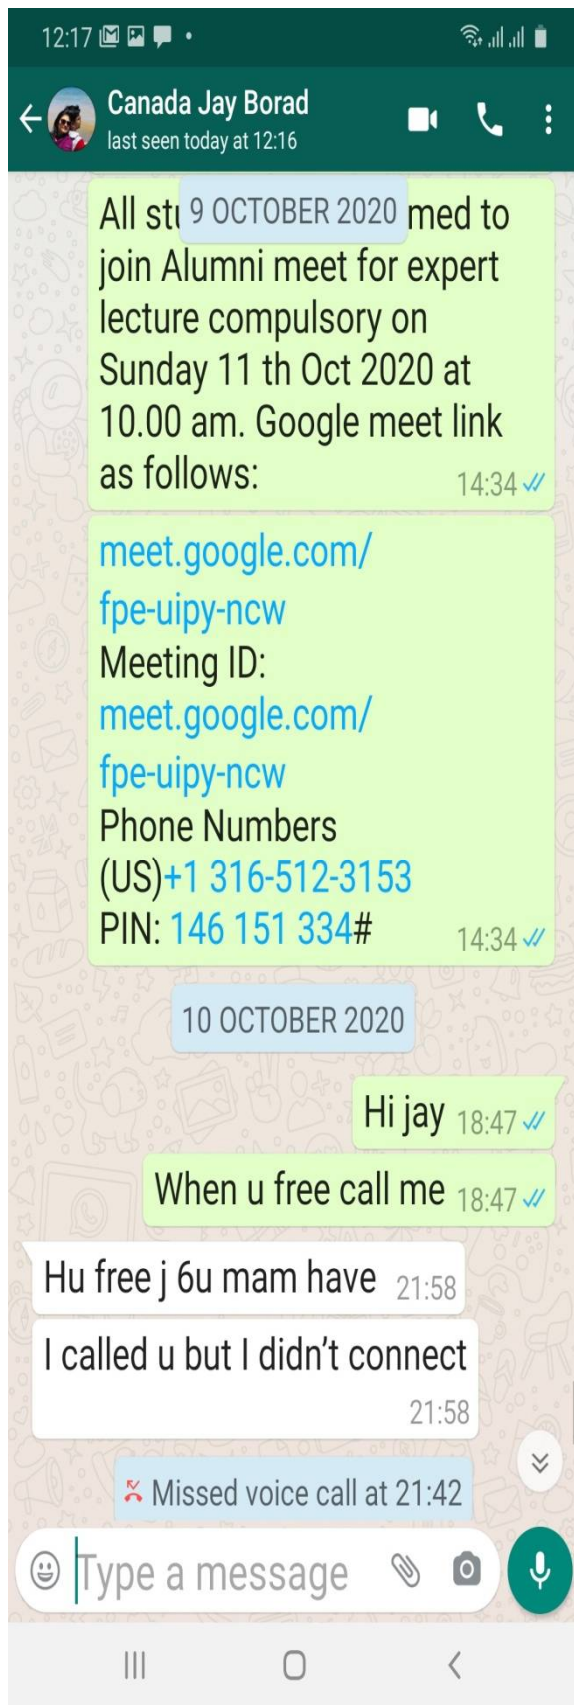 12:17
Canada Jay Borad
last seen today at 12:16
9 OCTOBER 2020
All stu med to
join Alumni meet for expert
lecture compulsory on
Sunday 11 th Oct 2020 at
10.00 am. Google meet link
as follows:
14:34
meet.google.com/
fpe-uipy-ncw
Meeting ID:
meet.google.com/
fpe-uipy-ncw
Phone Numbers
(US)+1 316-512-3153
PIN: 146 151 334#
14:34
10 OCTOBER 2020
Hi jay 18:47
When u free call me 18:47
Hu free j 6u mam have 21:58
I called u but I didn’t connect
21:58
Missed voice call at 21:42
Type a message